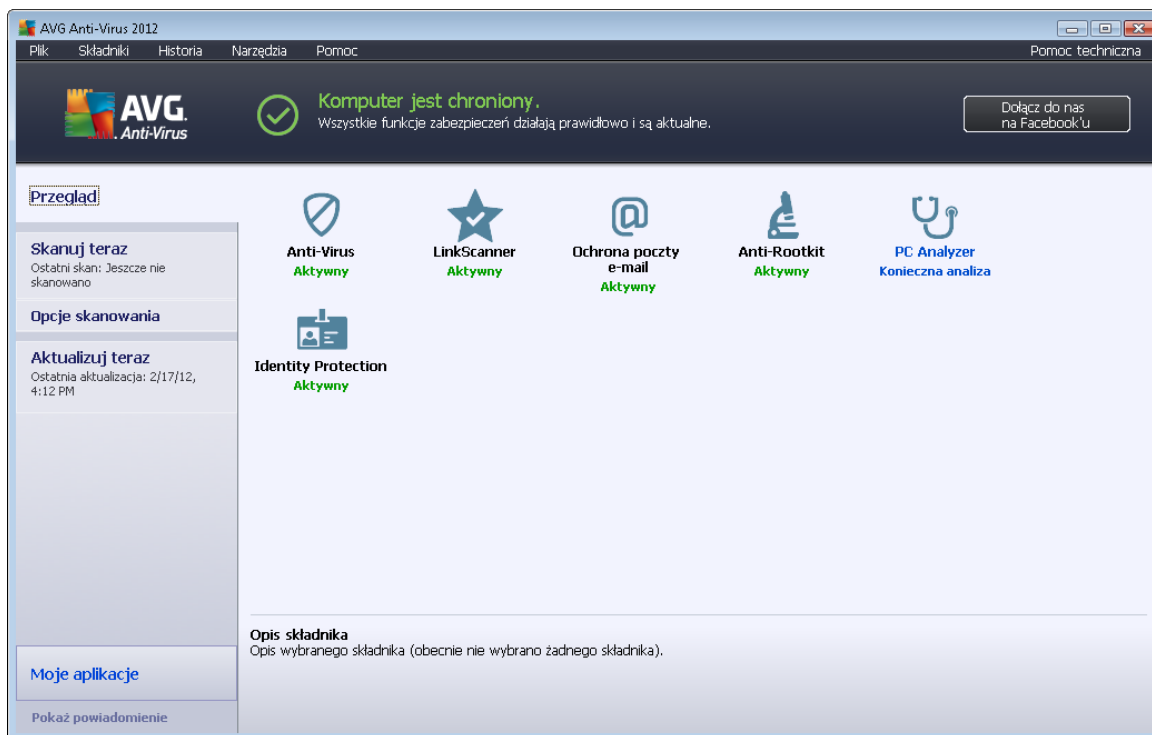 AVG Anti-Virus 2012
Plik Składniki Historia Narzędzia Pomoc Pomoc techniczna
AVG.
Anti-Virus
Komputer jest chroniony.
Wszystkie funkcje zabezpieczeń działają prawidłowo i są aktualne.
Dołącz do nas
na Facebook'u
Przegląd
Skanuj teraz
Ostatni skan: Jeszcze nie
skanowano
Opcje skanowania
Aktualizuj teraz
Ostatnia aktualizacja: 2/17/12,
4:12 PM
Anti-Virus
Aktywny
LinkScanner
Aktywny
Ochrona poczty
e-mail
Aktywny
Anti-Rootkit
Aktywny
PC Analyzer
Konieczna analiza
Identity Protection
Aktywny
Opis składnika
Opis wybranego składnika (obecnie nie wybrano żadnego składnika).
Moje aplikacje
Pokaż powiadomienie